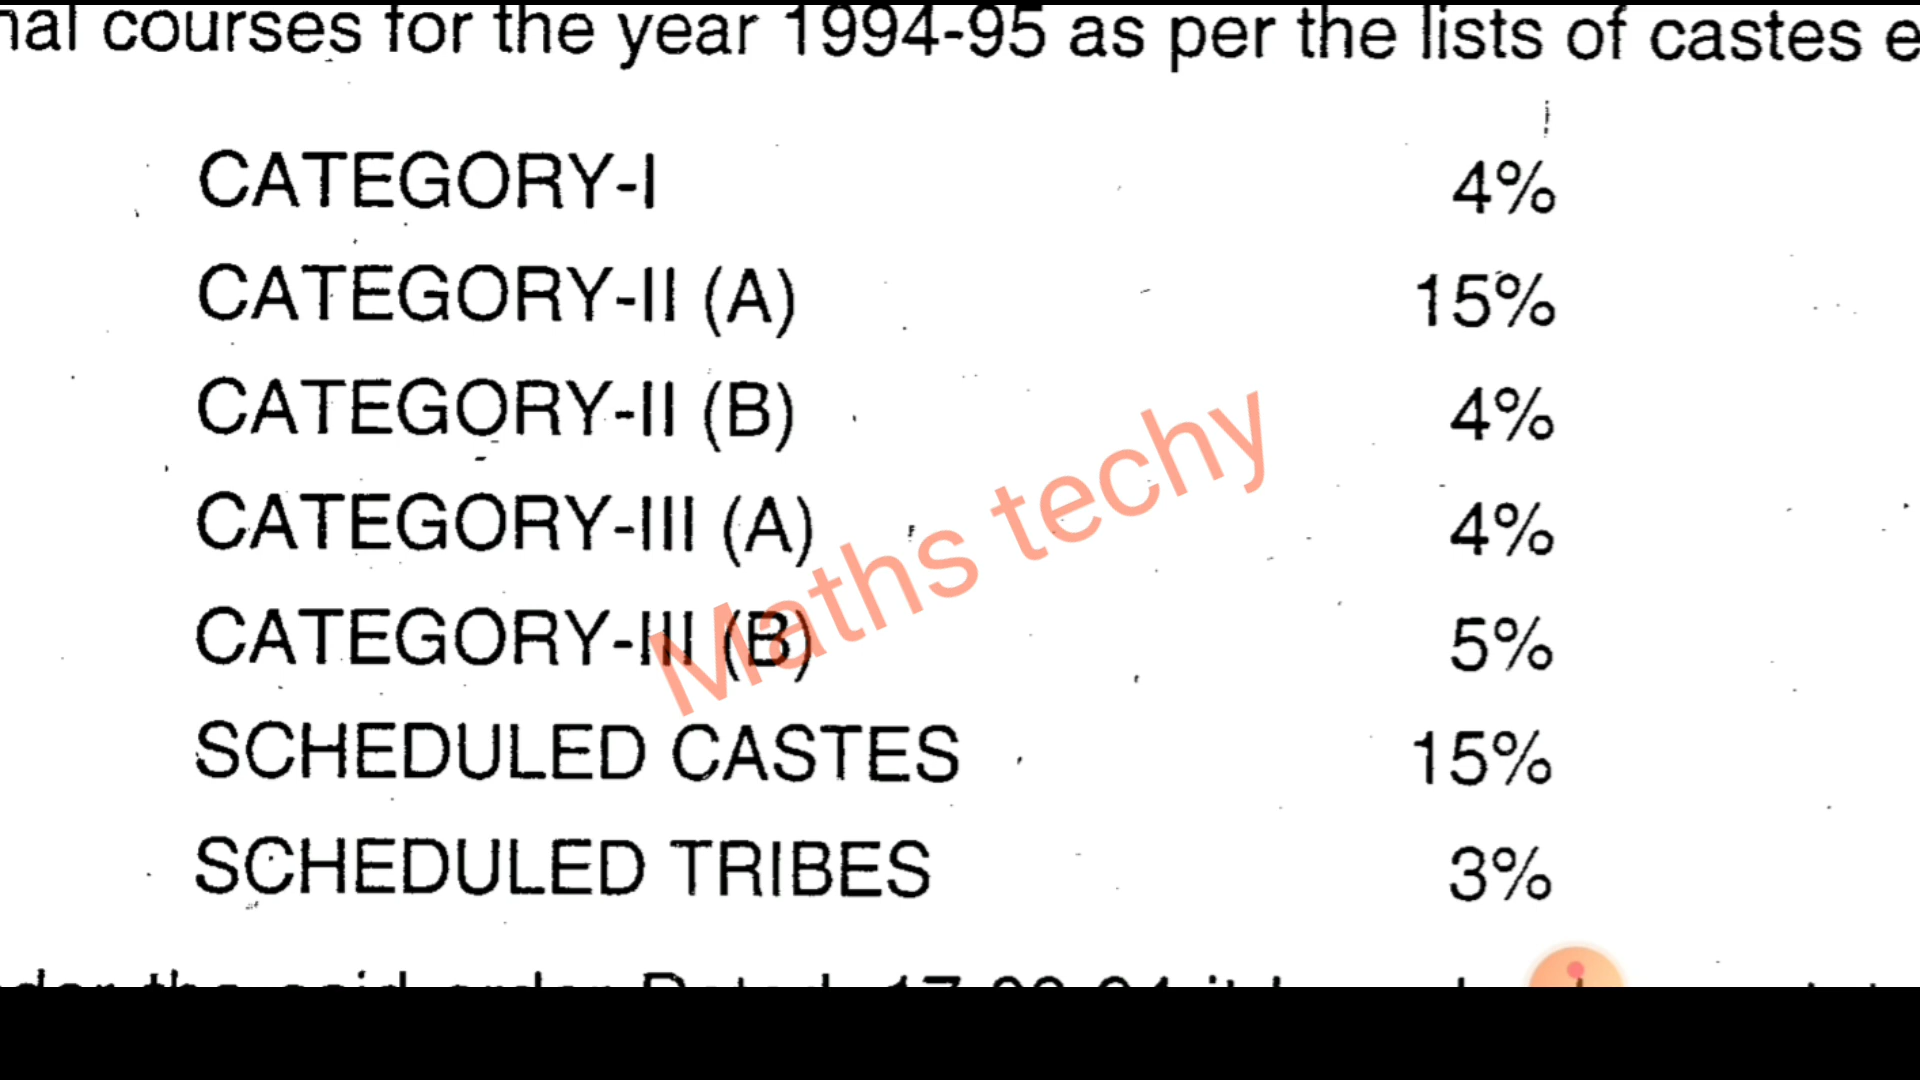 courses for the year 1994-95 as per the lists of castes
CATEGORY-I 4%
CATEGORY-II (A) 15%
CATEGORY-II (B) 4%
CATEGORY-III (A) 4%
CATEGORY-III (B) 5%
SCHEDULED CASTES 15%
SCHEDULED TRIBES 3%
Maths techy